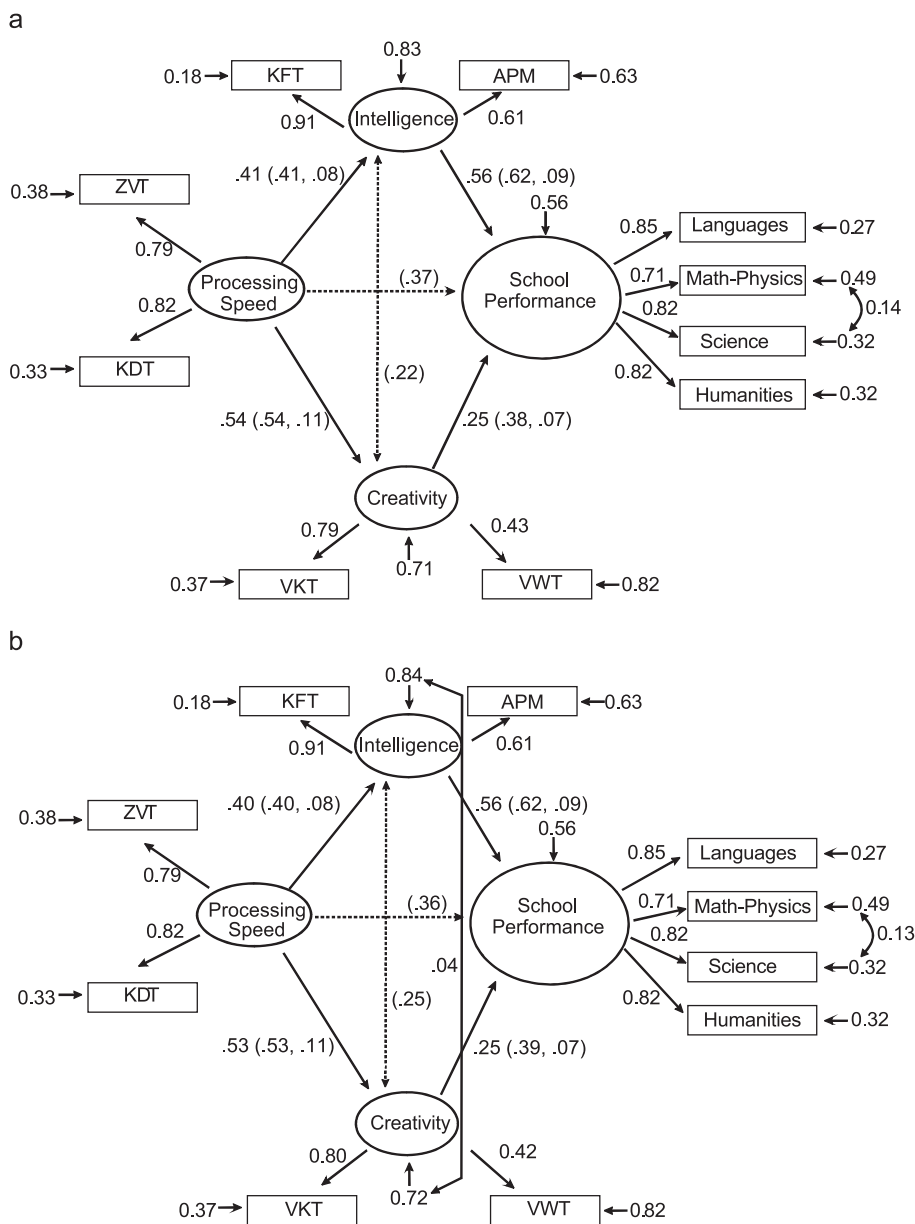 a
0.83
0.18
KFT
APM
0.63
0.91
Intelligence
0.61
.41 (.41, .08)
.56 (.62, .09)
0.38
ZVT
0.56
0.79
0.85
Languages
0.27
Processing
Speed
(.37)
School
Performance
0.71
Math-Physics
0.49
0.82
0.82
0.14
0.33
KDT
Science
0.32
(.22)
0.82
Humanities
0.32
.54 (.54, .11)
.25 (.38, .07)
Creativity
0.79
0.43
0.37
VKT
0.71
VWT
0.82
b
0.84
0.18
KFT
APM
0.63
0.91
Intelligence
0.61
.40 (.40, .08)
.56 (.62, .09)
0.38
ZVT
0.56
0.79
0.85
Languages
0.27
Processing
Speed
(.36)
School
Performance
0.71
Math-Physics
0.49
0.82
0.82
0.13
.04
0.33
KDT
Science
0.32
(.25)
0.82
Humanities
0.32
.53 (.53, .11)
.25 (.39, .07)
Creativity
0.80
0.42
0.37
VKT
0.72
VWT
0.82